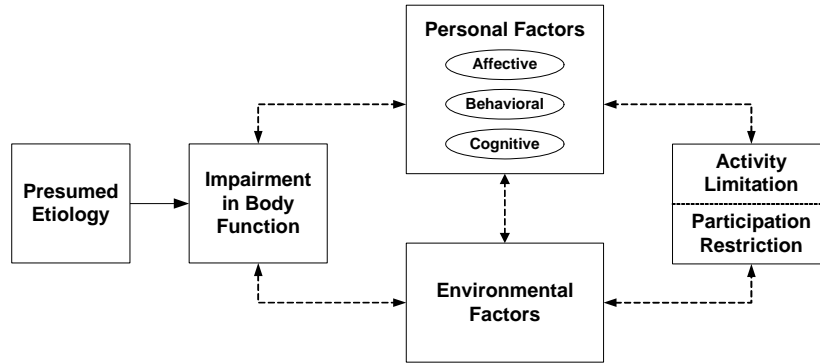 Personal Factors
Affective
Behavioral
Cognitive
Presumed
Etiology
Impairment
in Body
Function
Activity
Limitation
Participation
Restriction
Environmental
Factors